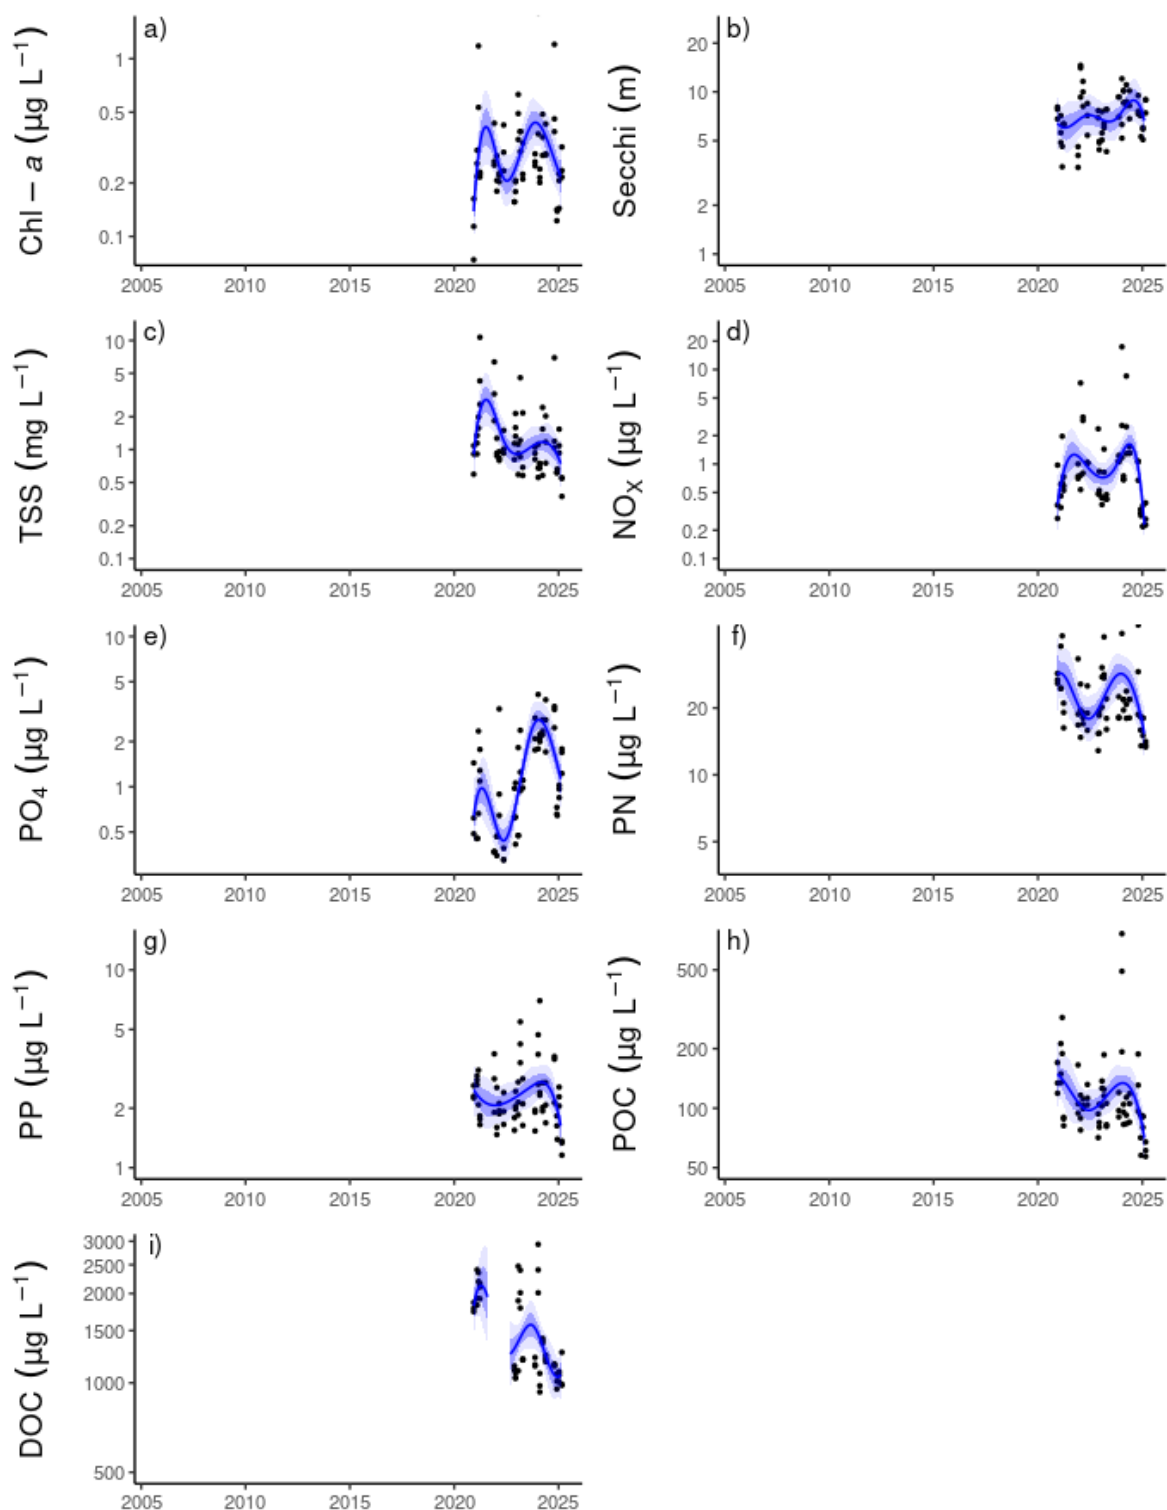 a)
Chl − a (µg L−1)
1
0.5
0.2
0.1
2005 2010 2015 2020 2025
b)
Secchi (m)
20
10
5
2
1
2005 2010 2015 2020 2025
c)
TSS (mg L−1)
10
5
2
1
0.5
0.2
0.1
2005 2010 2015 2020 2025
d)
NOX (µg L−1)
20
10
5
2
1
0.5
0.2
0.1
2005 2010 2015 2020 2025
e)
PO4 (µg L−1)
10
5
2
1
0.5
2005 2010 2015 2020 2025
f)
PN (µg L−1)
20
10
5
2005 2010 2015 2020 2025
g)
PP (µg L−1)
10
5
2
1
2005 2010 2015 2020 2025
h)
POC (µg L−1)
500
200
100
50
2005 2010 2015 2020 2025
i)
DOC (µg L−1)
3000
2500
2000
1500
1000
500
2005 2010 2015 2020 2025